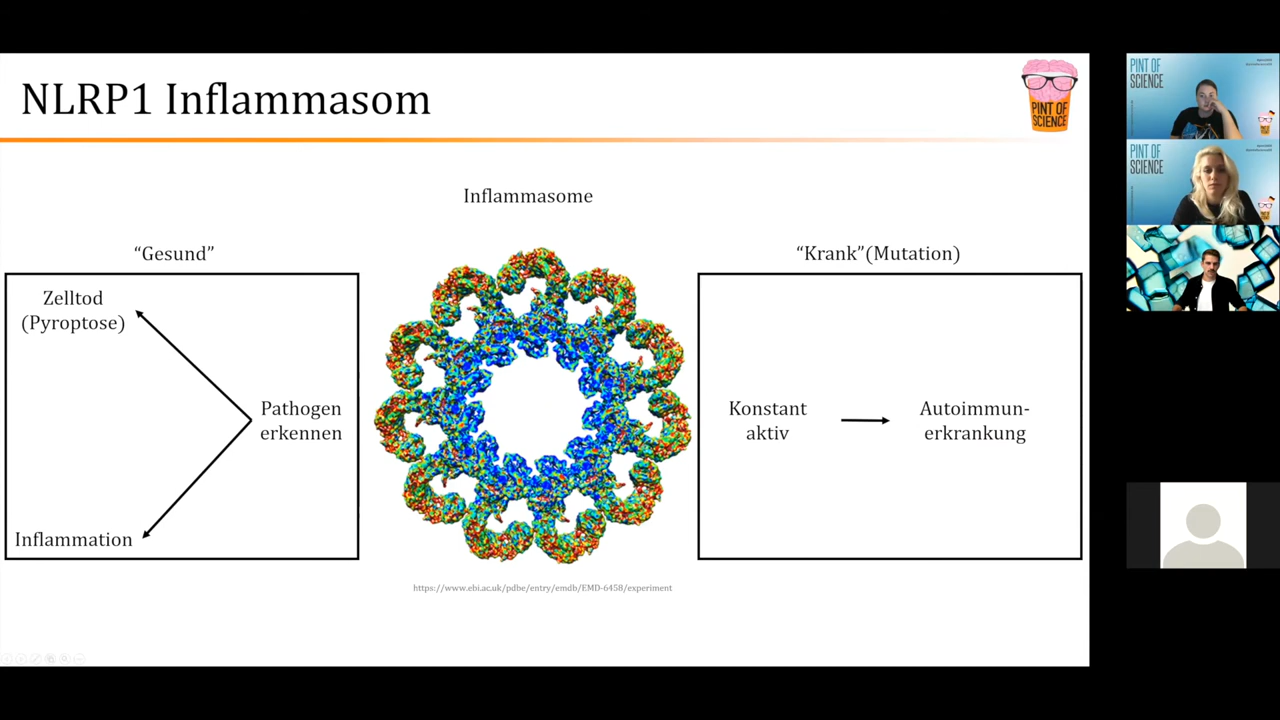 NLRP1 Inflammasom
PINT OF
SCIENCE
Inflammasome
“Gesund”
Zelltod
(Pyroptose)
Pathogen
erkennen
Inflammation
“Krank”(Mutation)
Konstant
aktiv
Autoimmun-
erkrankung
https://www.ebi.ac.uk/pdbe/entry/emdb/EMD-6458/experiment
PINT OF
SCIENCE
PINT OF
SCIENCE